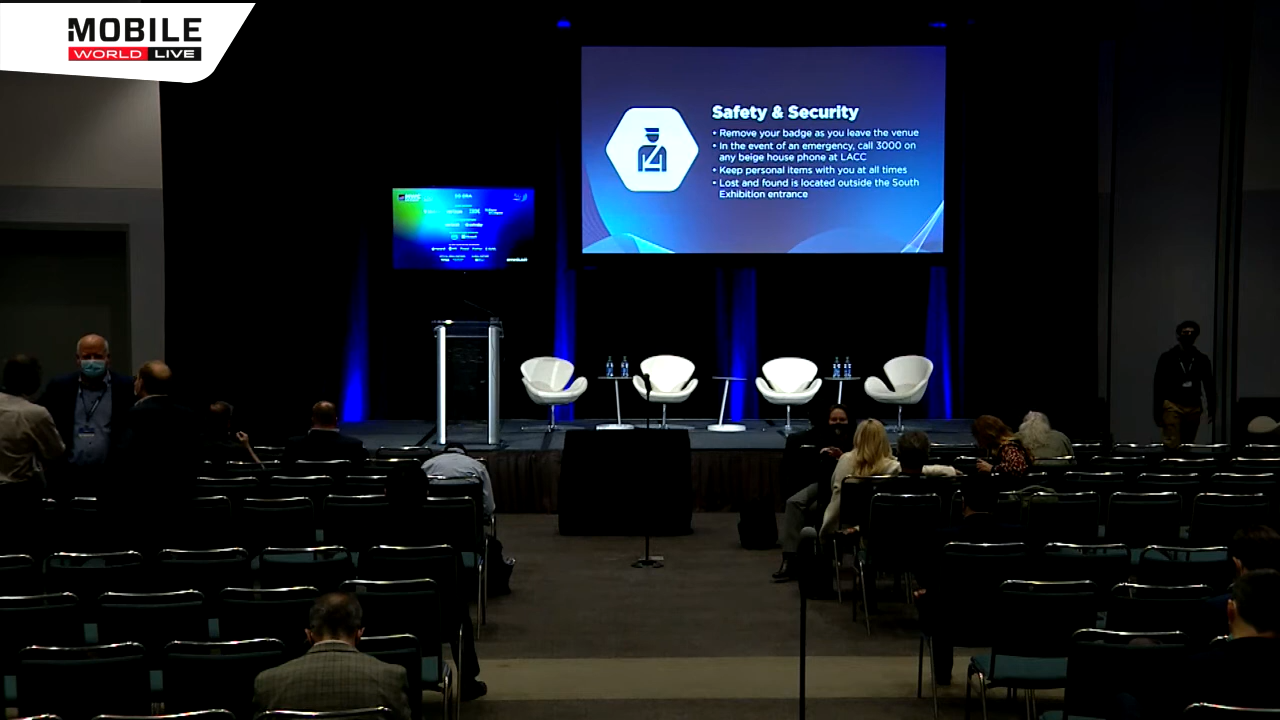 MOBILE
WORLD LIVE
Safety & Security
• Remove your badge as you leave the venue
• In the event of an emergency, call 3000 on
any beige house phone at LACC
• Keep personal items with you at all times
• Lost and found is located outside the South
Exhibition entrance
5G ERA